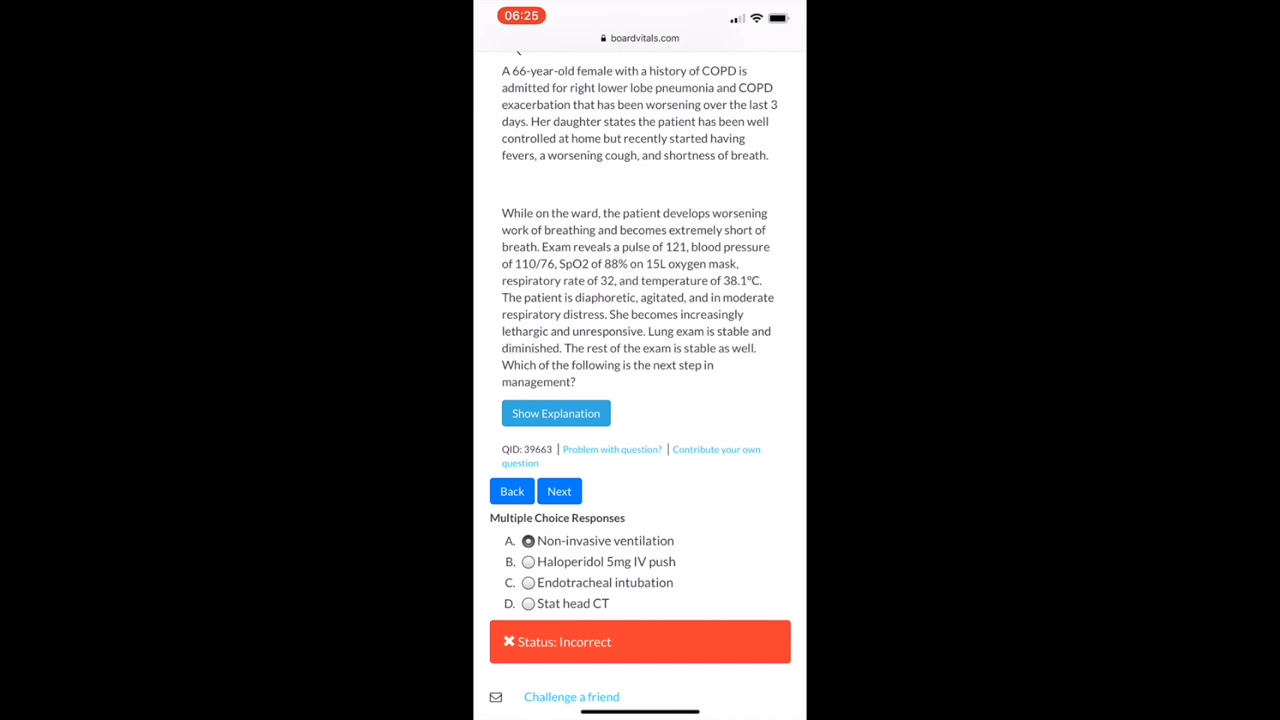 06:25
boardvitals.com
A 66-year-old female with a history of COPD is
admitted for right lower lobe pneumonia and COPD
exacerbation that has been worsening over the last 3
days. Her daughter states the patient has been well
controlled at home but recently started having
fevers, a worsening cough, and shortness of breath.
While on the ward, the patient develops worsening
work of breathing and becomes extremely short of
breath. Exam reveals a pulse of 121, blood pressure
of 110/76, SpO2 of 88% on 15L oxygen mask,
respiratory rate of 32, and temperature of 38.1°C.
The patient is diaphoretic, agitated, and in moderate
respiratory distress. She becomes increasingly
lethargic and unresponsive. Lung exam is stable and
diminished. The rest of the exam is stable as well.
Which of the following is the next step in
management?
Show Explanation
QID: 39663 | Problem with question? | Contribute your own
question
Back Next
Multiple Choice Responses
A. Non-invasive ventilation
B. Haloperidol 5mg IV push
C. Endotracheal intubation
D. Stat head CT
✖ Status: Incorrect
Challenge a friend